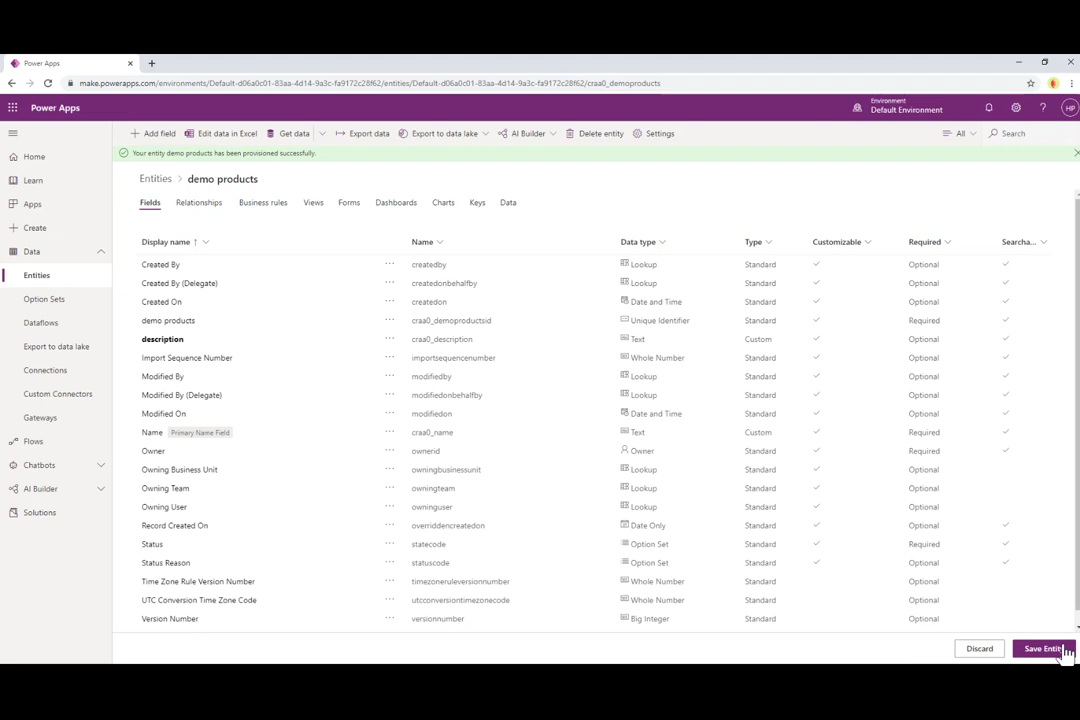 Power Apps
make.powerapps.com/environments/Default-d06a0c01-83aa-4d14-9a3c-fa9172c28f62/entities/Default-d06a0c01-83aa-4d14-9a3c-fa9172c28f62/craa0_demoproducts
Power Apps
Environment
Default Environment
?
HP
Add field Edit data in Excel Get data Export data Export to data lake AI Builder Delete entity Settings All Search
Your entity demo products has been provisioned successfully.
Home
Learn
Apps
Create
Data
Entities
Option Sets
Dataflows
Export to data lake
Connections
Custom Connectors
Gateways
Flows
Chatbots
AI Builder
Solutions
Entities > demo products
Fields Relationships Business rules Views Forms Dashboards Charts Keys Data
Display name ↑ Name Data type Type Customizable Required Searcha...
Created By ... createdby Lookup Standard Optional
Created By (Delegate) ... createdonbehalfby Lookup Standard Optional
Created On ... createdon Date and Time Standard Optional
demo products ... craa0_demoproductsid Unique Identifier Standard Required
description ... craa0_description Text Custom Optional
Import Sequence Number ... importsequencenumber Whole Number Standard Optional
Modified By ... modifiedby Lookup Standard Optional
Modified By (Delegate) ... modifiedonbehalfby Lookup Standard Optional
Modified On ... modifiedon Date and Time Standard Optional
Name Primary Name Field ... craa0_name Text Custom Required
Owner ... ownerid Owner Standard Required
Owning Business Unit ... owningbusinessunit Lookup Standard Optional
Owning Team ... owningteam Lookup Standard Optional
Owning User ... owninguser Lookup Standard Optional
Record Created On ... overriddencreatedon Date Only Standard Optional
Status ... statecode Option Set Standard Required
Status Reason ... statuscode Option Set Standard Optional
Time Zone Rule Version Number ... timezoneruleversionnumber Whole Number Standard Optional
UTC Conversion Time Zone Code ... utcconversiontimezonecode Whole Number Standard Optional
Version Number ... versionnumber Big Integer Standard Optional
Discard Save Entity